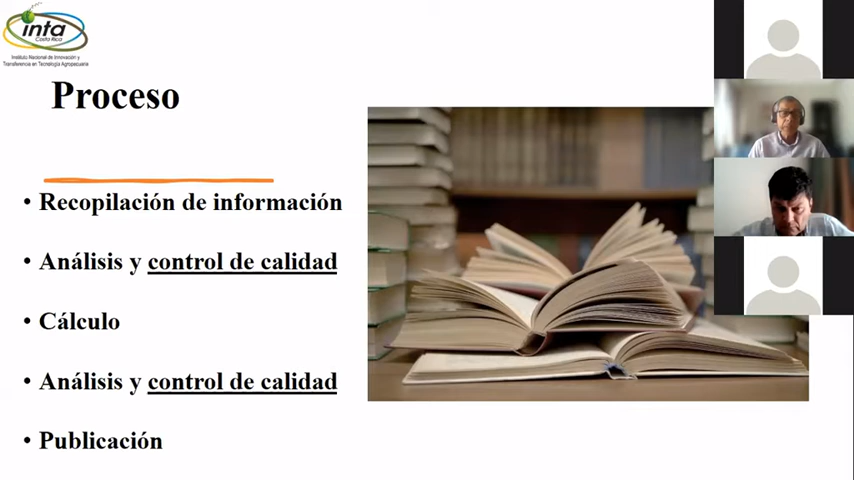 inta
Costa Rica
Instituto Nacional de Innovación y
Transferencia en Tecnología Agropecuaria
Proceso
• Recopilación de información
• Análisis y control de calidad
• Cálculo
• Análisis y control de calidad
• Publicación